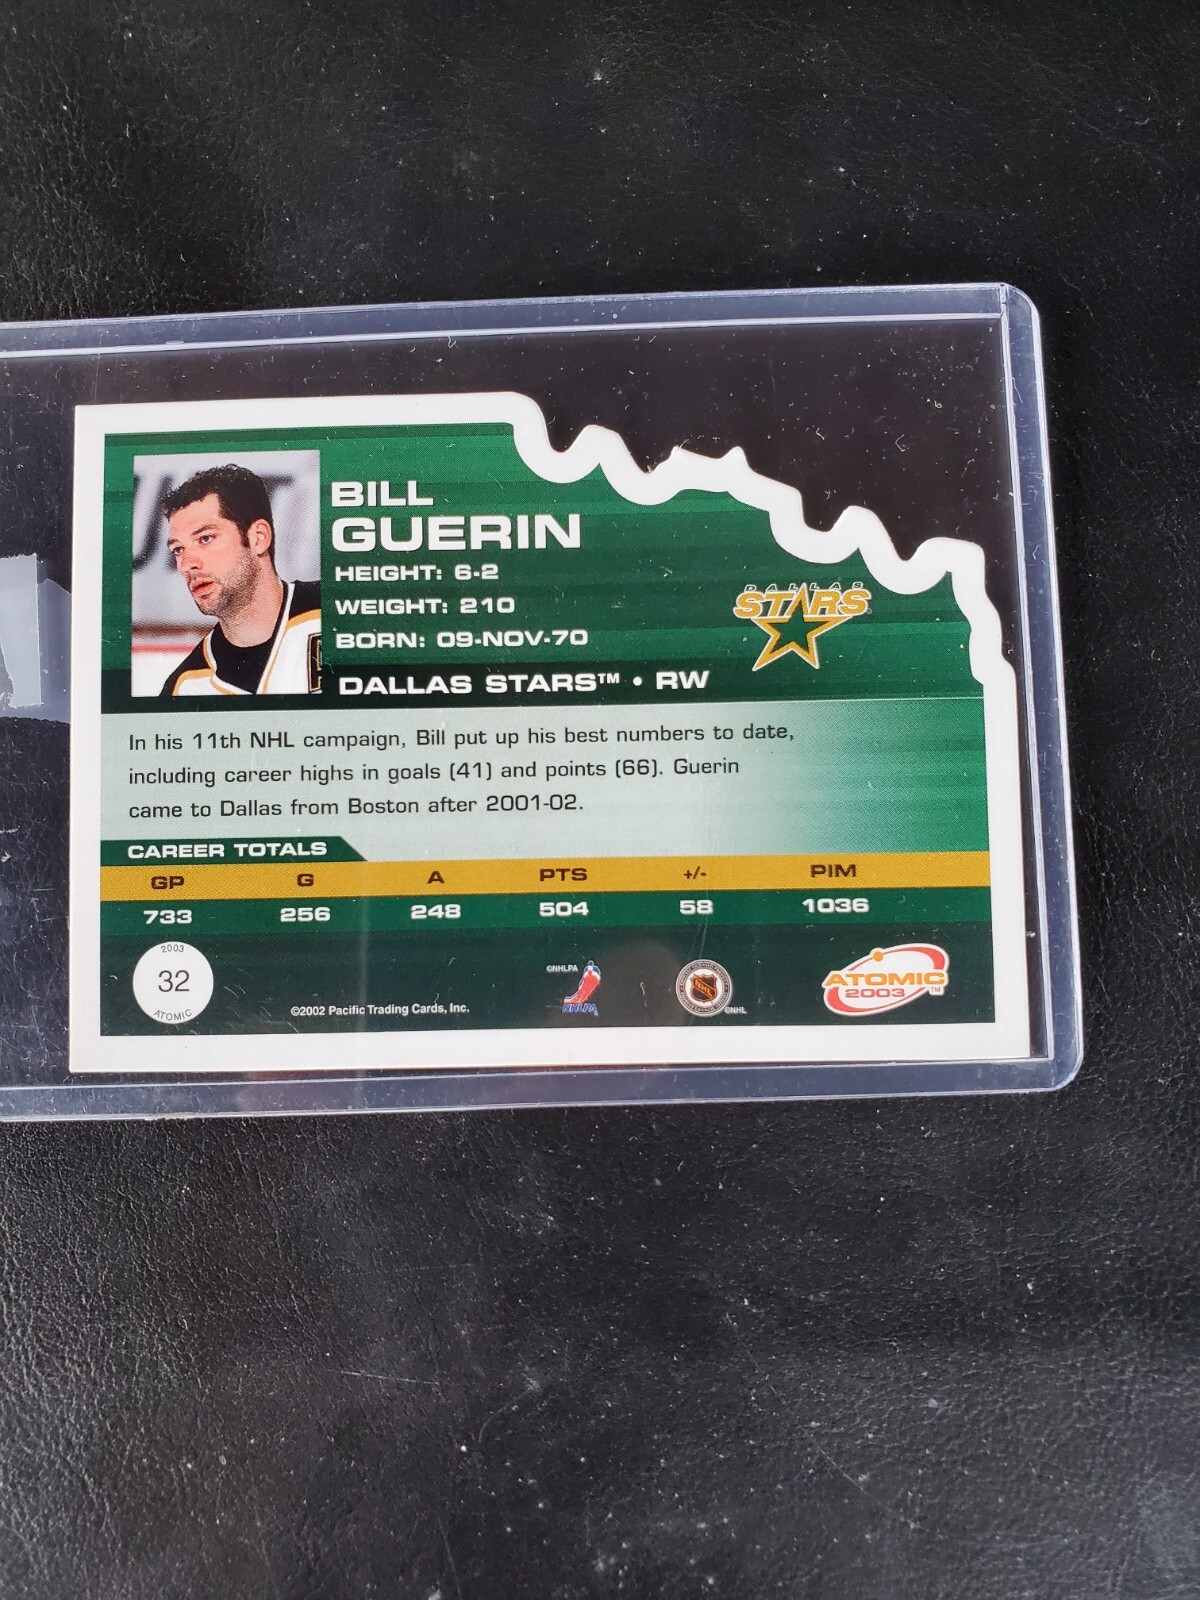 BILL
GUERIN
HEIGHT: 6-2
WEIGHT: 210
BORN: 09-NOV-70
DALLAS STARS™ • RW
DALLAS
STARS
In his 11th NHL campaign, Bill put up his best numbers to date,
including career highs in goals (41) and points (66). Guerin
came to Dallas from Boston after 2001-02.
CAREER TOTALS
GP G A PTS +/- PIM
733 256 248 504 58 1036
2003
32
ATOMIC
©2002 Pacific Trading Cards, Inc.
©NHLPA
NHLPA
NHL
©NHL
ATOMIC
2003 ™